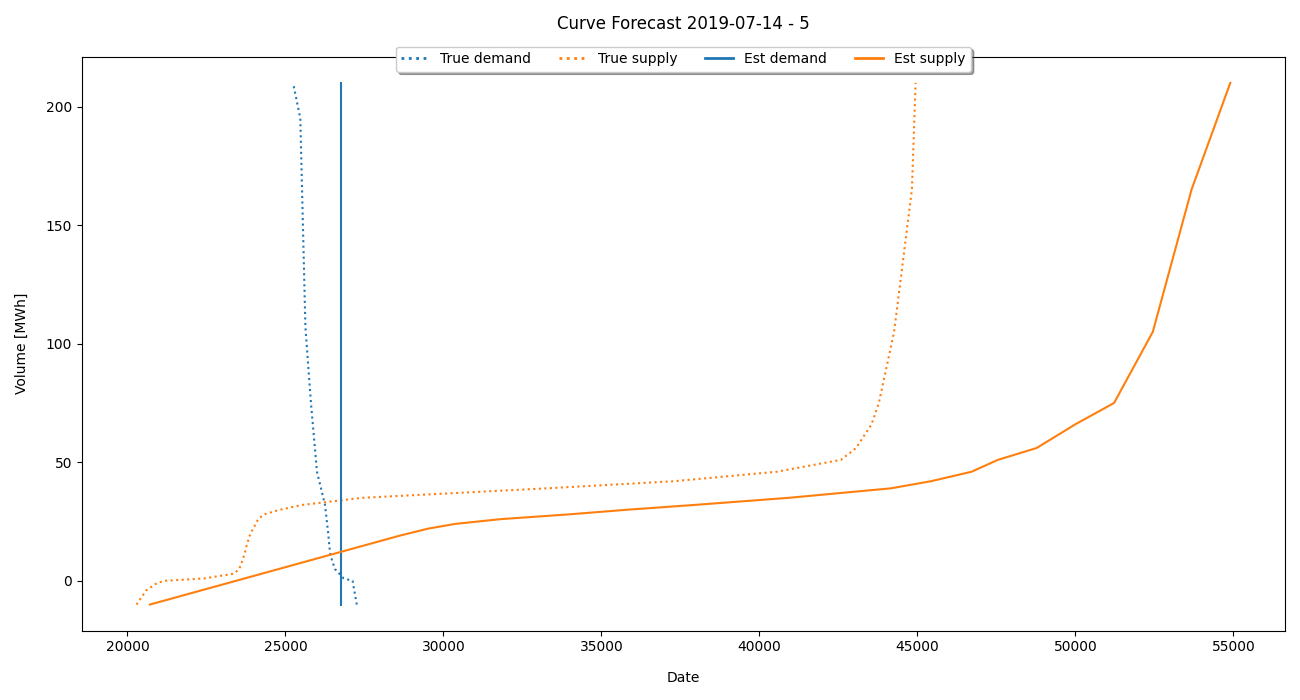 Curve Forecast 2019-07-14 - 5
True demand True supply Est demand Est supply
200
150
100
50
0
Volume [MWh]
20000 25000 30000 35000 40000 45000 50000 55000
Date